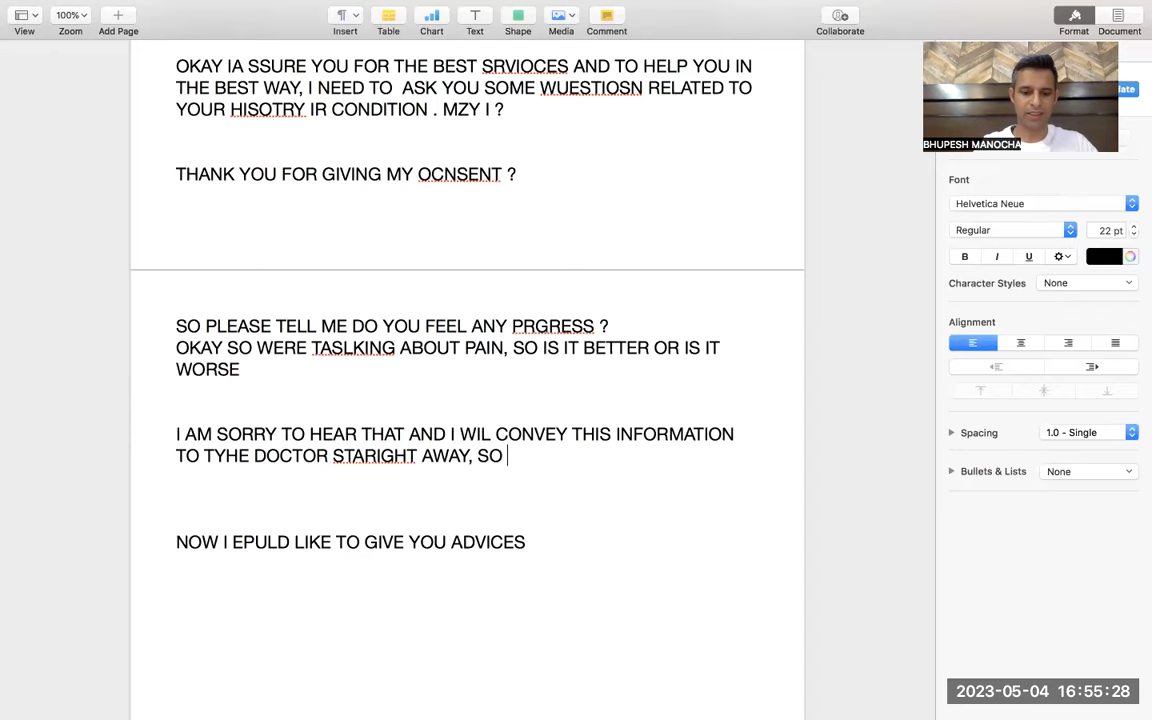 View
100%
Zoom
Add Page
Insert
Table
Chart
Text
Shape
Media
Comment
Collaborate
Format
Document
OKAY IA SSURE YOU FOR THE BEST SRVIOCES AND TO HELP YOU IN
THE BEST WAY, I NEED TO  ASK YOU SOME WUESTIOSN RELATED TO
YOUR HISOTRY IR CONDITION . MZY I ?
THANK YOU FOR GIVING MY OCNSENT ?
SO PLEASE TELL ME DO YOU FEEL ANY PRGRESS ?
OKAY SO WERE TASLKING ABOUT PAIN, SO IS IT BETTER OR IS IT
WORSE
I AM SORRY TO HEAR THAT AND I WIL CONVEY THIS INFORMATION
TO TYHE DOCTOR STARIGHT AWAY, SO
NOW I EPULD LIKE TO GIVE YOU ADVICES
BHUPESH MANOCHA
Font
Helvetica Neue
Regular
22 pt
B I U
Character Styles
None
Alignment
Spacing
1.0 - Single
Bullets & Lists
None
2023-05-04 16:55:28